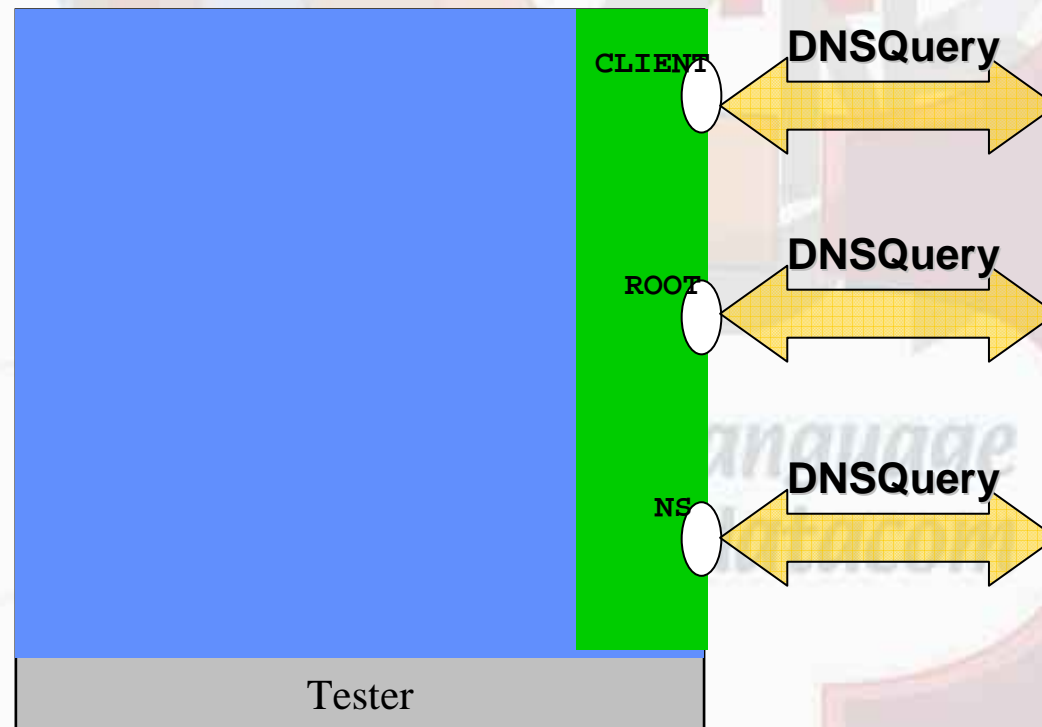 CLIENT
DNSQuery
ROOT
DNSQuery
NS
DNSQuery
Tester